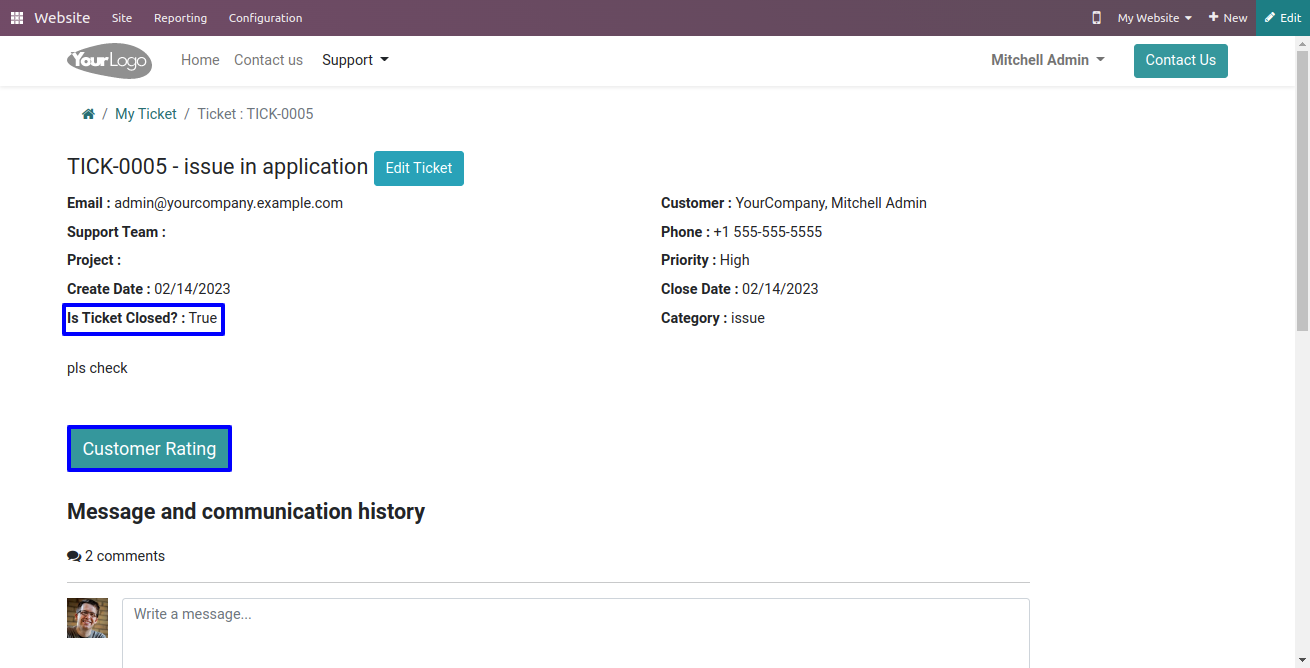 Website Site Reporting Configuration My Website New Edit
YourLogo Home Contact us Support Mitchell Admin Contact Us
/ My Ticket / Ticket : TICK-0005
TICK-0005 - issue in application Edit Ticket
Email : admin@yourcompany.example.com Customer : YourCompany, Mitchell Admin
Support Team : Phone : +1 555-555-5555
Project : Priority : High
Create Date : 02/14/2023 Close Date : 02/14/2023
Is Ticket Closed? : True Category : issue
pls check
Customer Rating
Message and communication history
2 comments
Write a message...